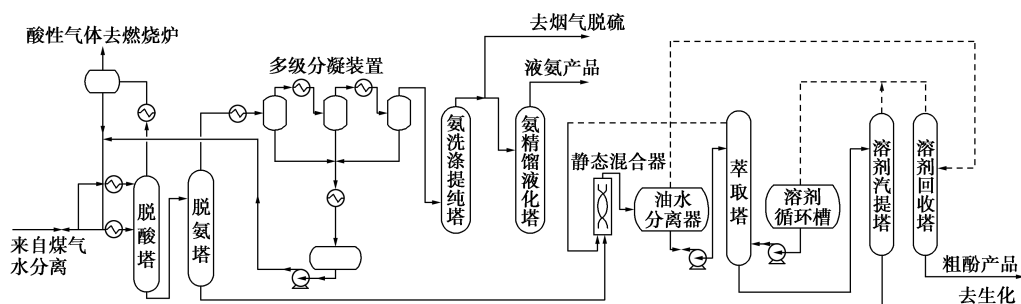 酸性气体去燃烧炉
来自煤气
水分离
脱酸塔
脱氨塔
多级分凝装置
氨洗涤提纯塔
去烟气脱硫
液氨产品
氨精馏液化塔
静态混合器
油水
分离器
萃取塔
溶剂
循环槽
溶剂汽提塔
溶剂回收塔
粗酚产品
去生化